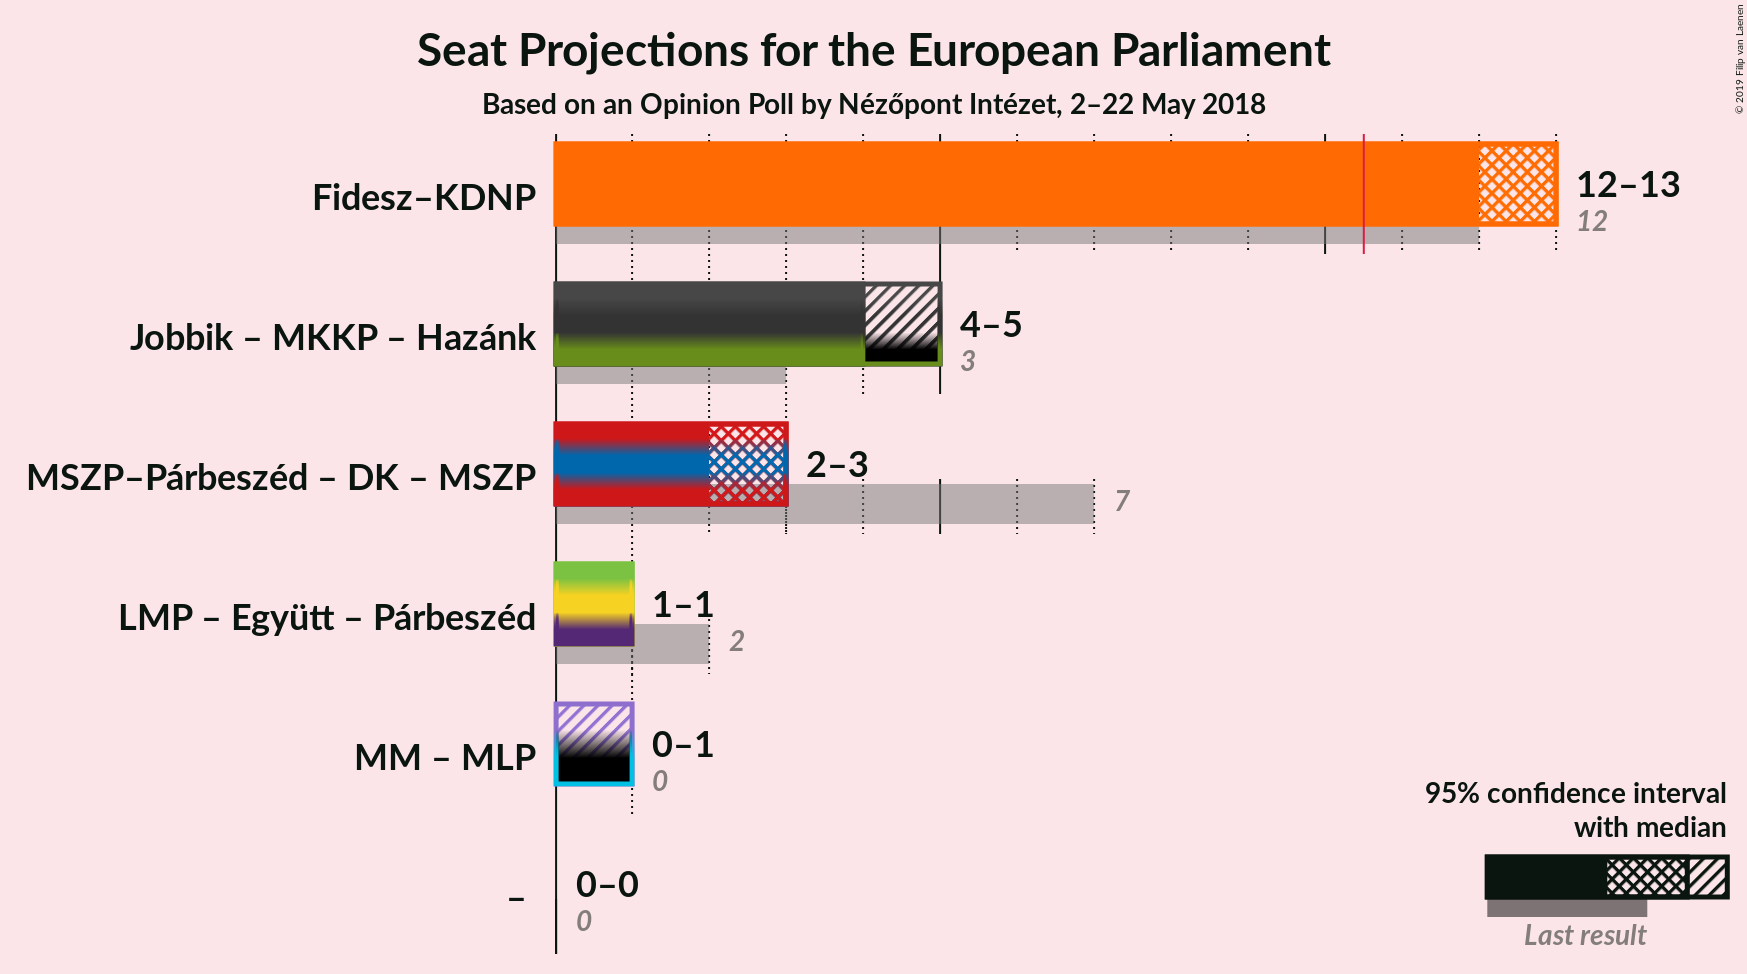 Seat Projections for the European Parliament
Based on an Opinion Poll by Nézőpont Intézet, 2–22 May 2018
© 2019 Filip van Laenen
Fidesz–KDNP
12–13
12
Jobbik – MKKP – Hazánk
4–5
3
MSZP–Párbeszéd – DK – MSZP
2–3
7
LMP – Együtt – Párbeszéd
1–1
2
MM – MLP
0–1
0
–
0–0
0
95% confidence interval
with median
Last result